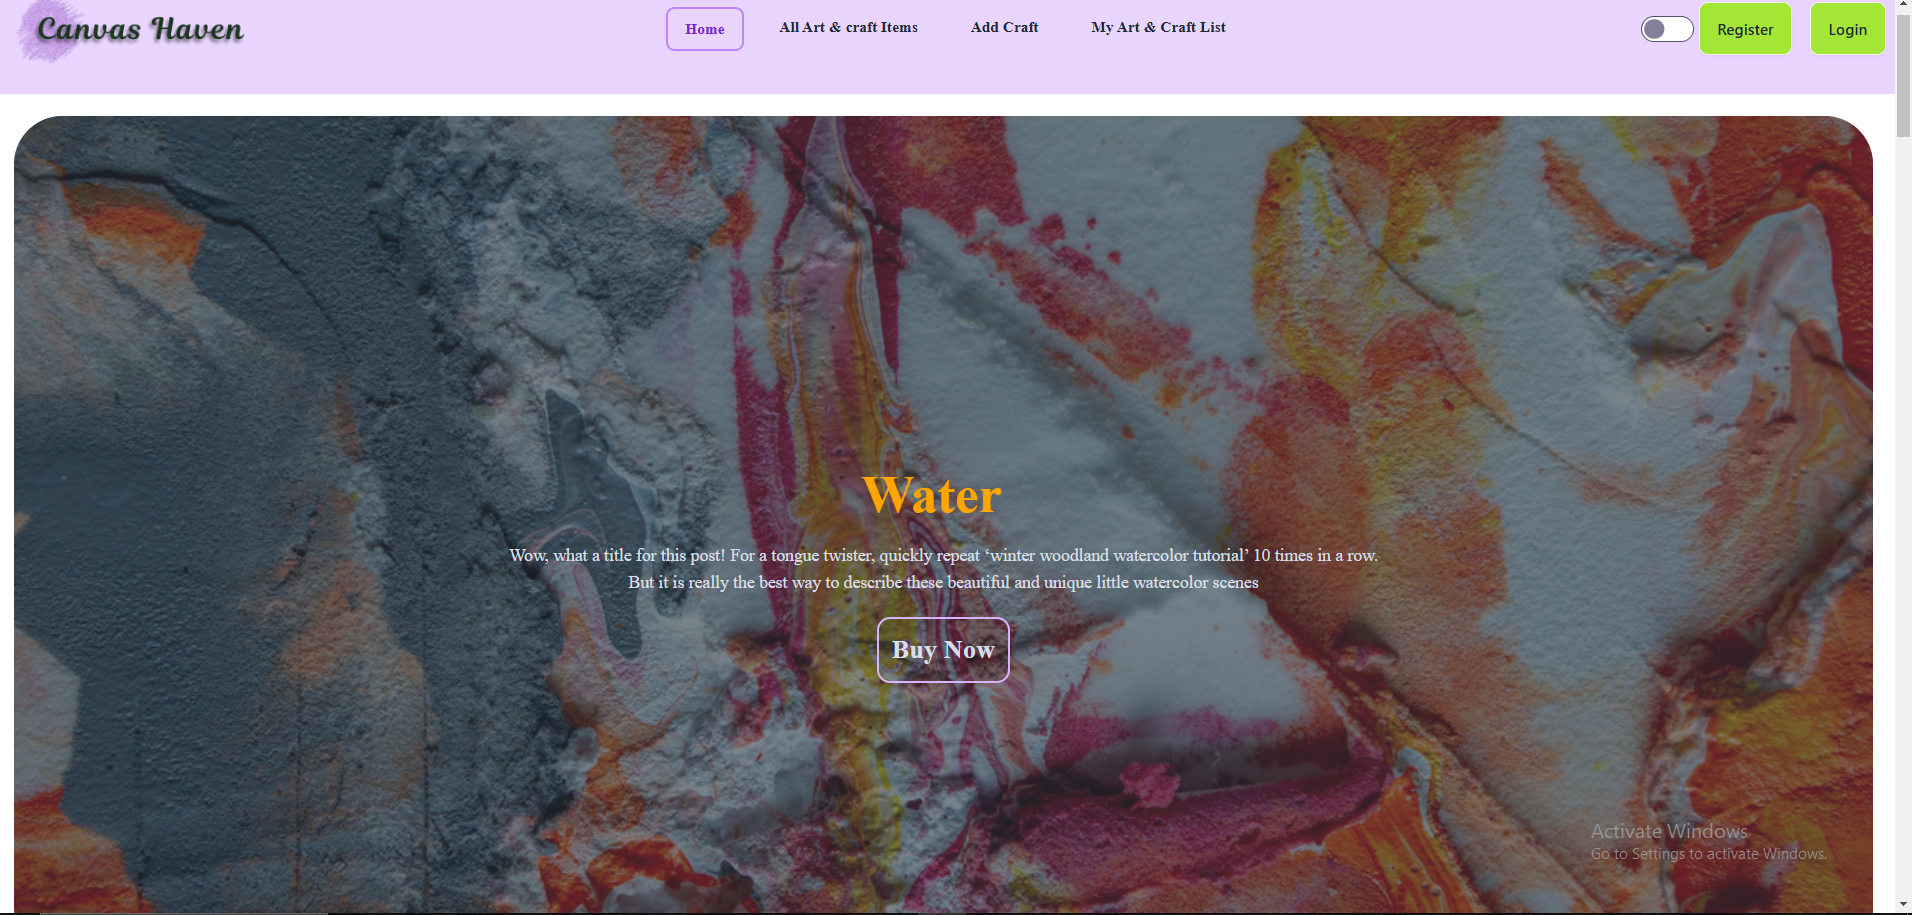 Canvas Haven
Home
All Art & craft Items
Add Craft
My Art & Craft List
Register
Login
Water
Wow, what a title for this post! For a tongue twister, quickly repeat ‘winter woodland watercolor tutorial’ 10 times in a row.
But it is really the best way to describe these beautiful and unique little watercolor scenes
Buy Now
Activate Windows
Go to Settings to activate Windows.